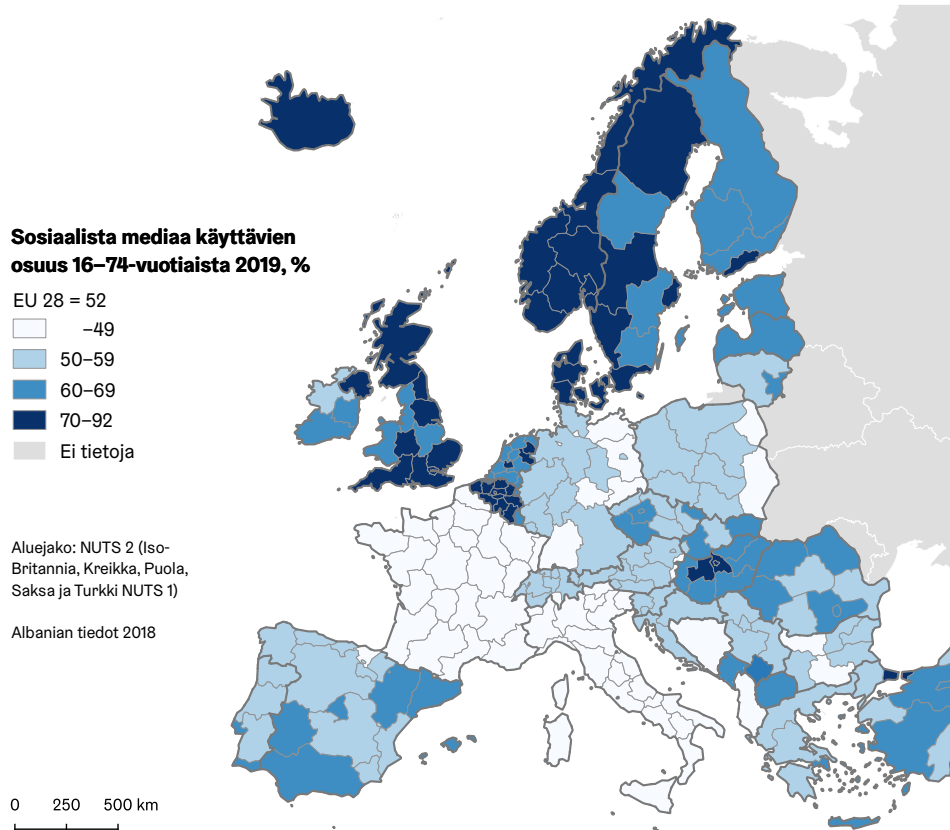 Sosiaalista mediaa käyttävien
osuus 16–74-vuotiaista 2019, %
EU 28 = 52
–49
50–59
60–69
70–92
Ei tietoja
Aluejako: NUTS 2 (Iso-
Britannia, Kreikka, Puola,
Saksa ja Turkki NUTS 1)
Albanian tiedot 2018
0 250 500 km